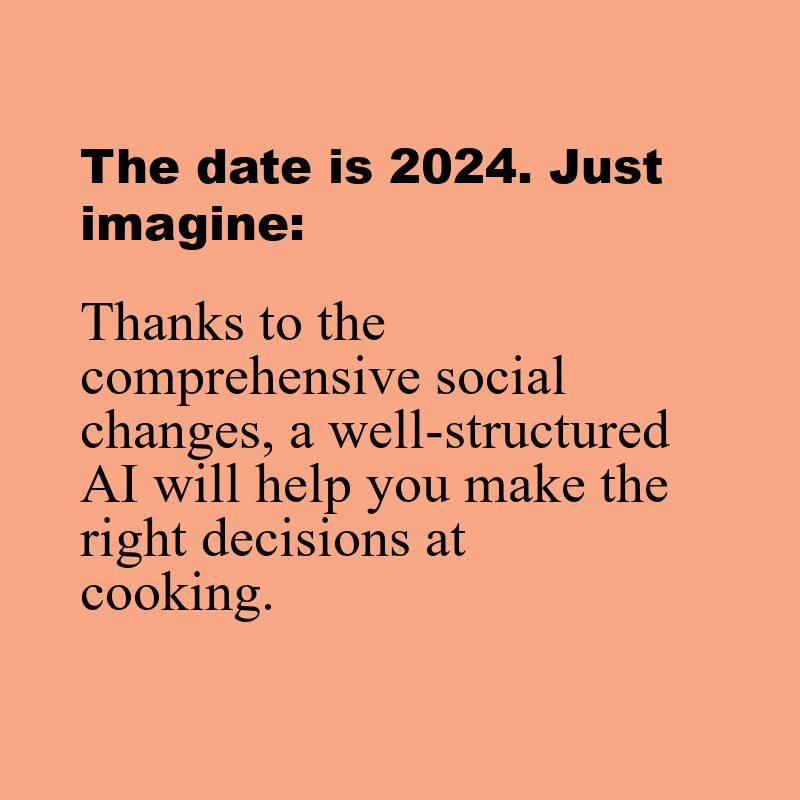 The date is 2024. Just
imagine:
Thanks to the
comprehensive social
changes, a well-structured
AI will help you make the
right decisions at
cooking.